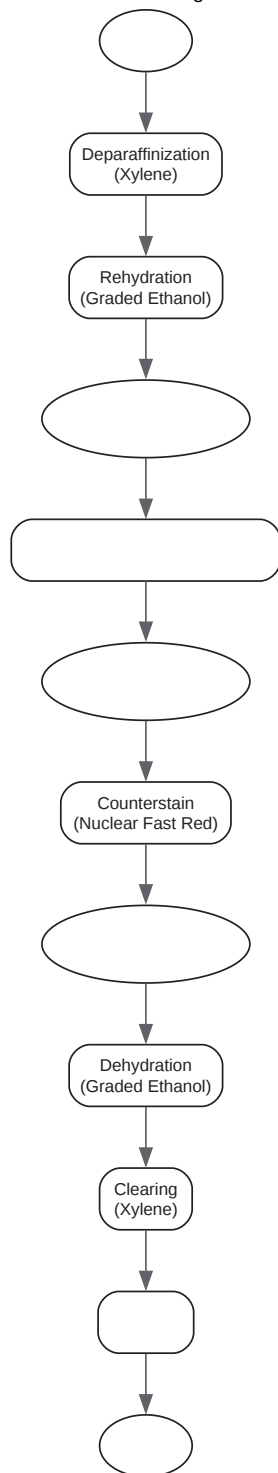 Deparaffinization
(Xylene)
Rehydration
(Graded Ethanol)
Counterstain
(Nuclear Fast Red)
Dehydration
(Graded Ethanol)
Clearing
(Xylene)